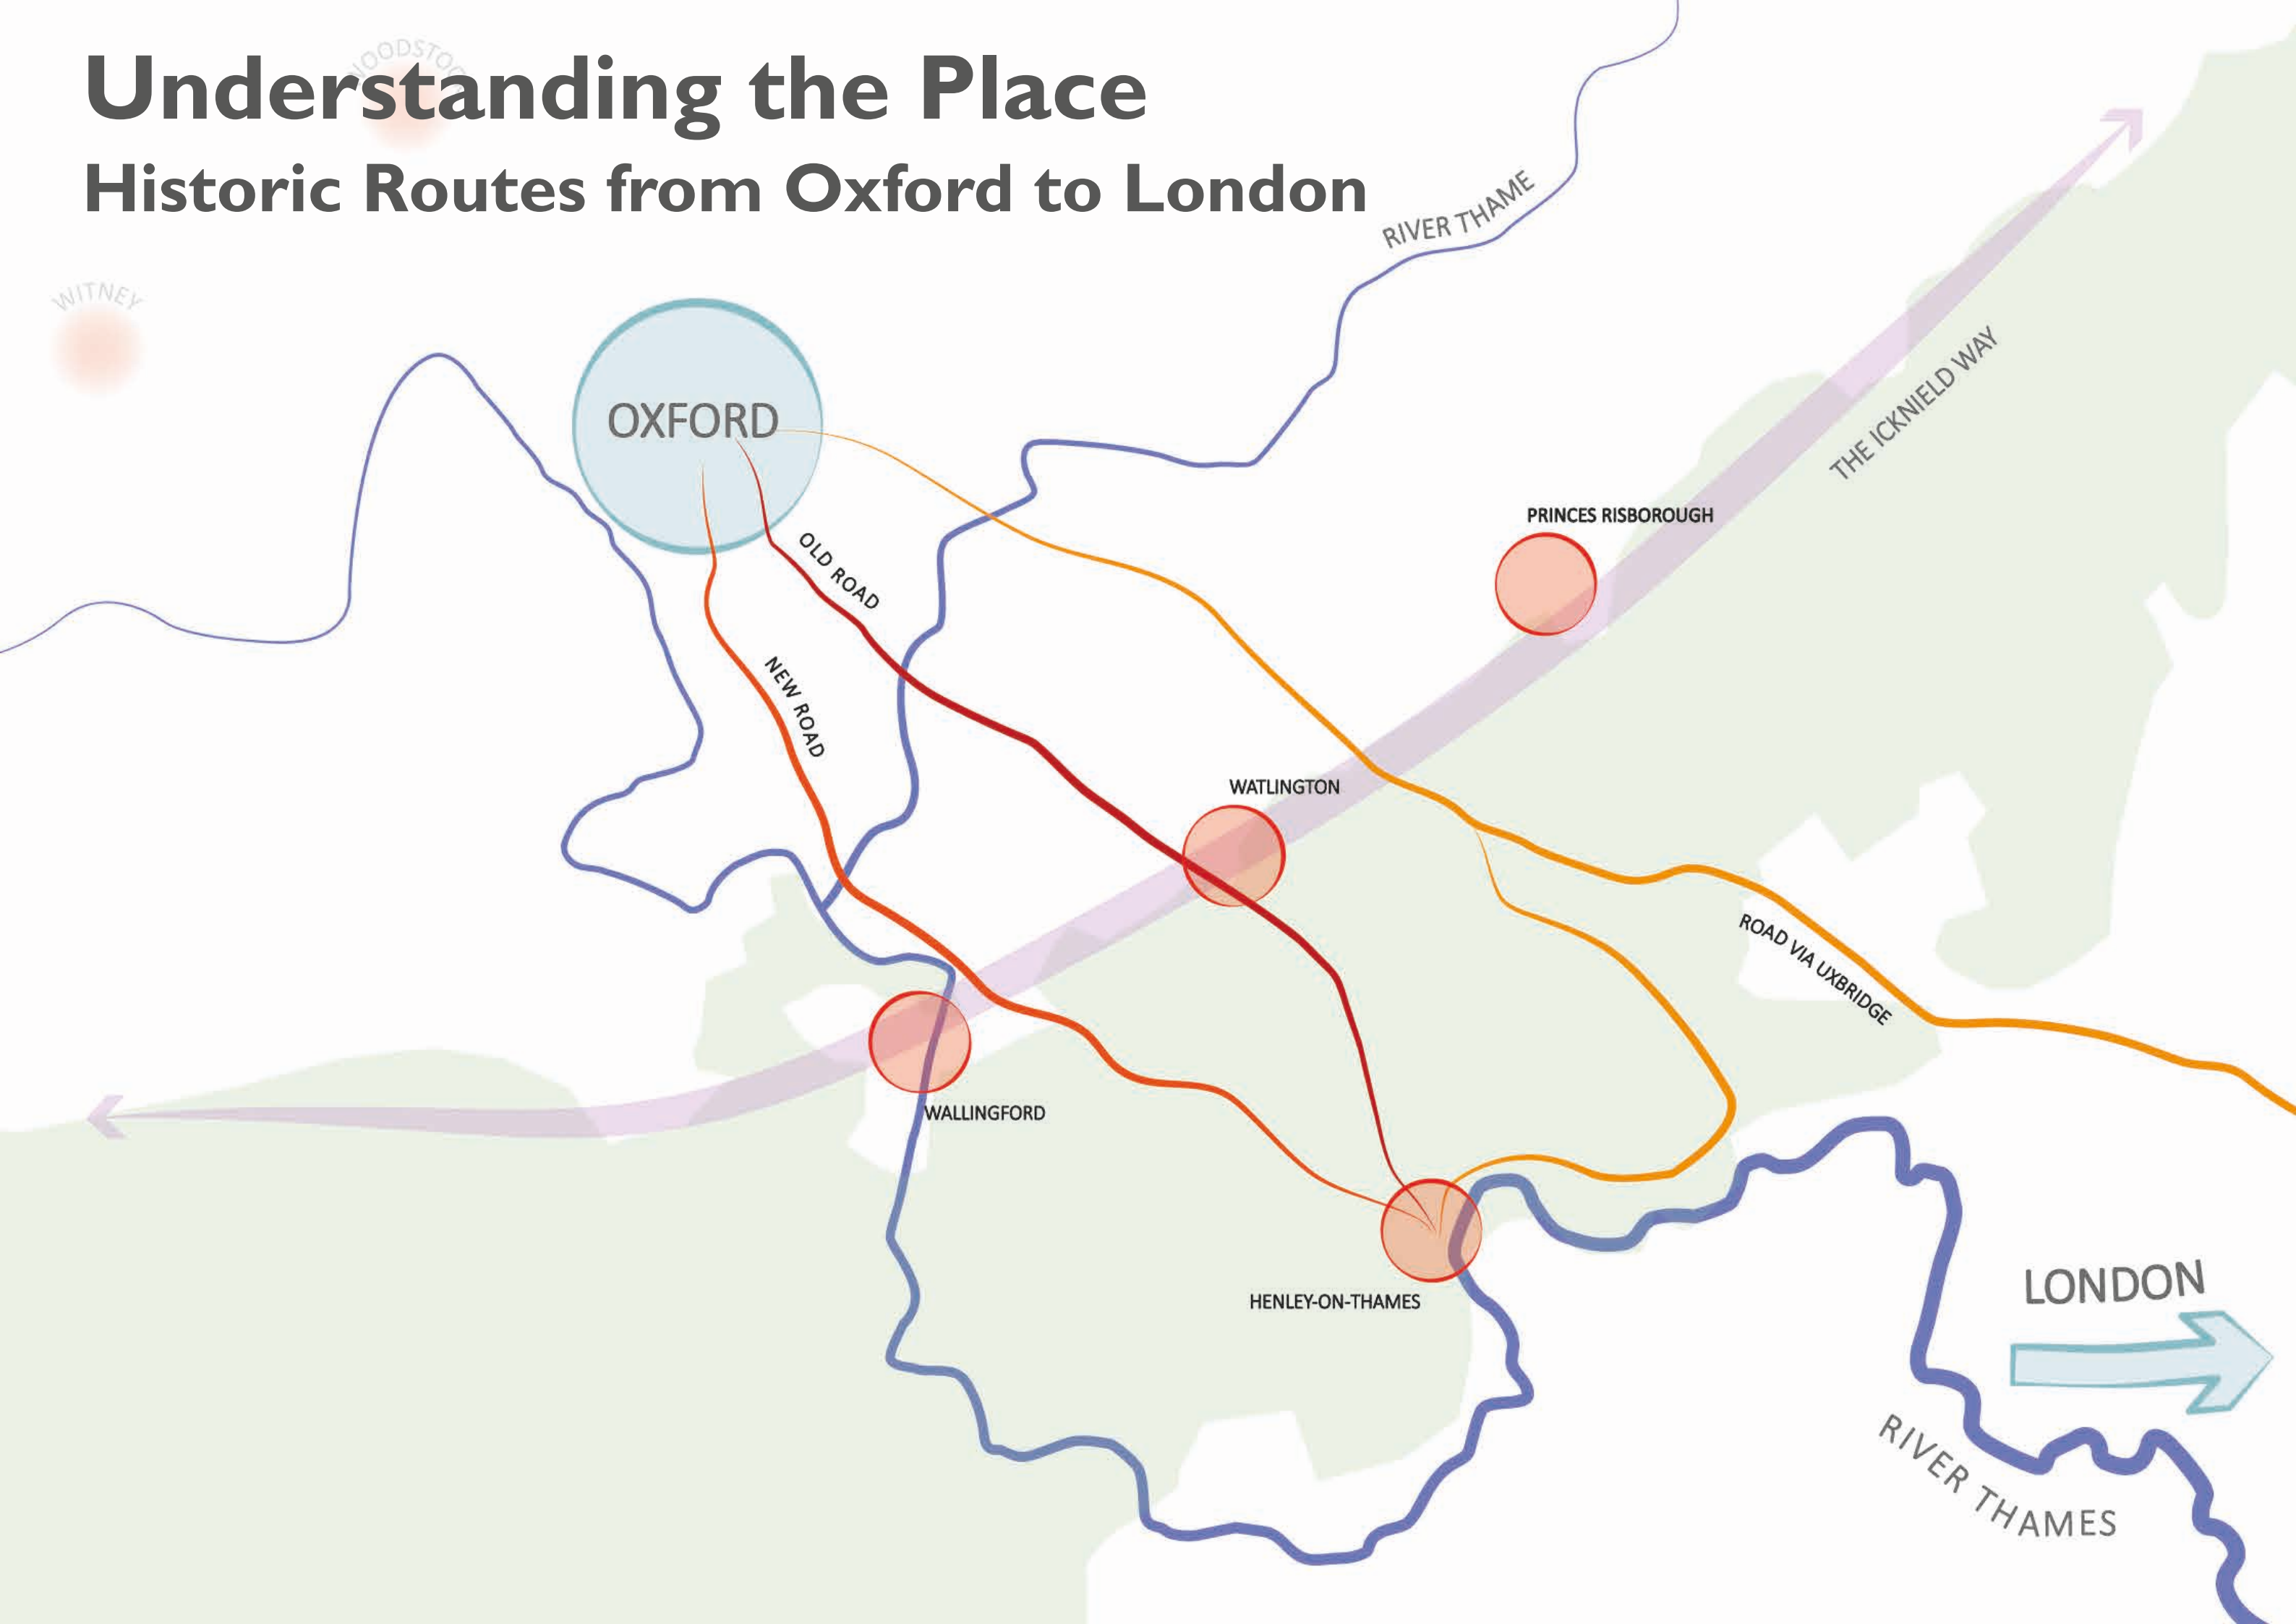 Understanding the Place
Historic Routes from Oxford to London
WITNEY
RIVER THAME
OXFORD
THE ICKNIELD WAY
PRINCES RISBOROUGH
OLD ROAD
NEW ROAD
WATLINGTON
ROAD VIA UXBRIDGE
WALLINGFORD
HENLEY-ON-THAMES
LONDON
RIVER THAMES